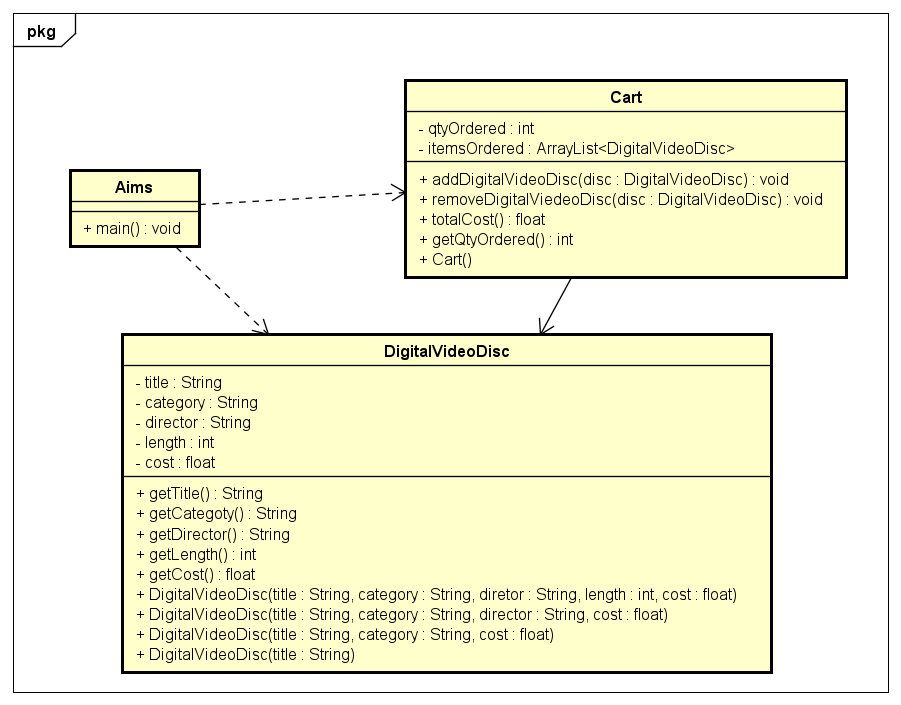 pkg
Cart
- qtyOrdered : int
- itemsOrdered : ArrayList<DigitalVideoDisc>
+ addDigitalVideoDisc(disc : DigitalVideoDisc) : void
+ removeDigitalViedeoDisc(disc : DigitalVideoDisc) : void
+ totalCost() : float
+ getQtyOrdered() : int
+ Cart()
Aims
+ main() : void
DigitalVideoDisc
- title : String
- category : String
- director : String
- length : int
- cost : float
+ getTitle() : String
+ getCategoty() : String
+ getDirector() : String
+ getLength() : int
+ getCost() : float
+ DigitalVideoDisc(title : String, category : String, diretor : String, length : int, cost : float)
+ DigitalVideoDisc(title : String, category : String, director : String, cost : float)
+ DigitalVideoDisc(title : String, category : String, cost : float)
+ DigitalVideoDisc(title : String)